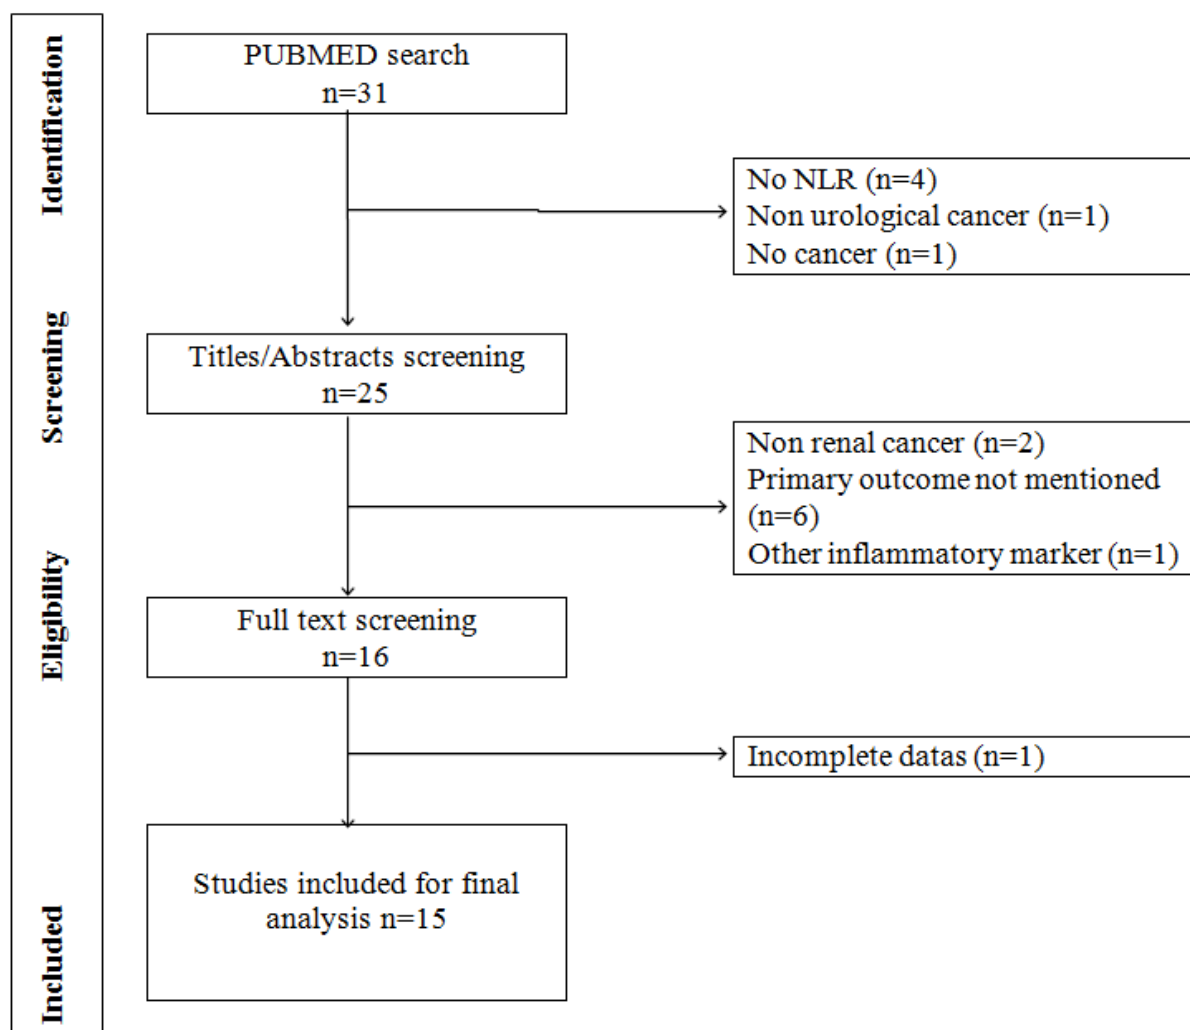 Identification
PUBMED search
n=31
No NLR (n=4)
Non urological cancer (n=1)
No cancer (n=1)
Screening
Titles/Abstracts screening
n=25
Non renal cancer (n=2)
Primary outcome not mentioned
(n=6)
Other inflammatory marker (n=1)
Eligibility
Full text screening
n=16
Incomplete datas (n=1)
Included
Studies included for final
analysis n=15